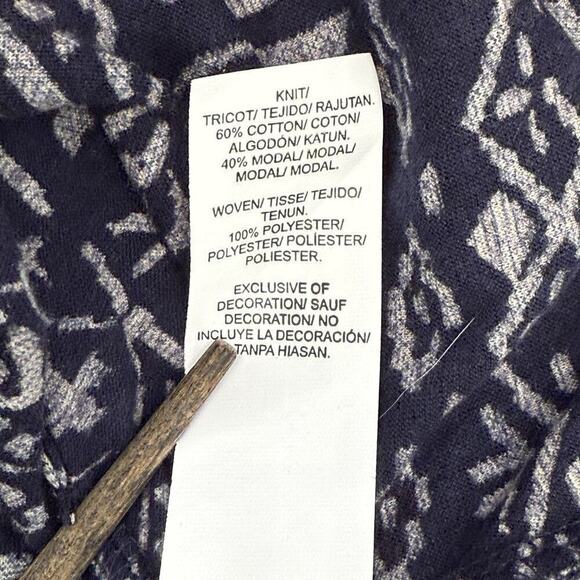 KNIT/
TRICOT/ TEJIDO/ RAJUTAN.
60% COTTON/ COTON/
ALGODÓN/ KATUN.
40% MODAL/ MODAL/
MODAL/ MODAL.
WOVEN/ TISSE/ TEJIDO/
TENUN.
100% POLYESTER/
POLYESTER/ POLIÉSTER/
POLIESTER.
EXCLUSIVE OF
DECORATION/ SAUF
DECORATION/ NO
INCLUYE LA DECORACIÓN/
TANPA HIASAN.